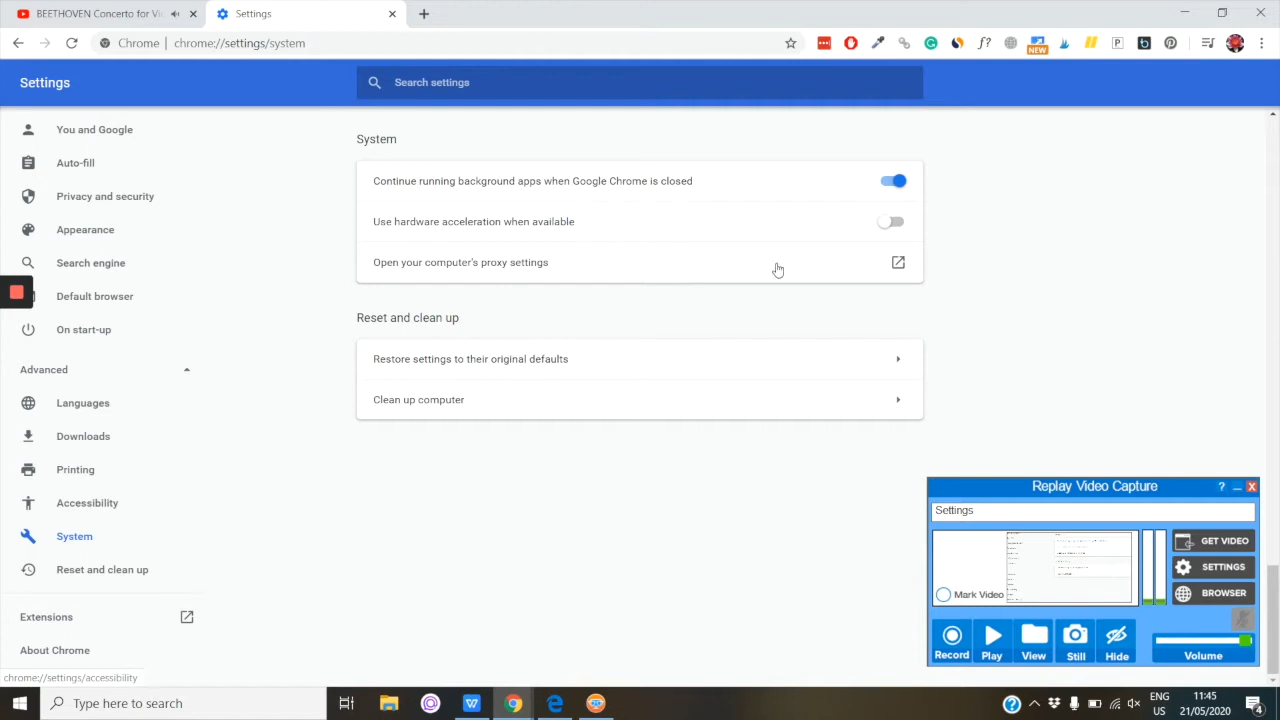 BEETHOVEN Concerto for Vi
Settings
Chrome | chrome://settings/system
f?
NEW
P
Settings
Search settings
You and Google
Auto-fill
Privacy and security
Appearance
Search engine
Default browser
On start-up
Advanced
Languages
Downloads
Printing
Accessibility
System
Reset and clean up
Extensions
About Chrome
chrome://settings/accessibility
System
Continue running background apps when Google Chrome is closed
Use hardware acceleration when available
Open your computer's proxy settings
Reset and clean up
Restore settings to their original defaults
Clean up computer
Replay Video Capture
Settings
Mark Video
GET VIDEO
SETTINGS
BROWSER
Record
Play
View
Still
Hide
Volume
Type here to search
ENG
US
11:45
21/05/2020
4